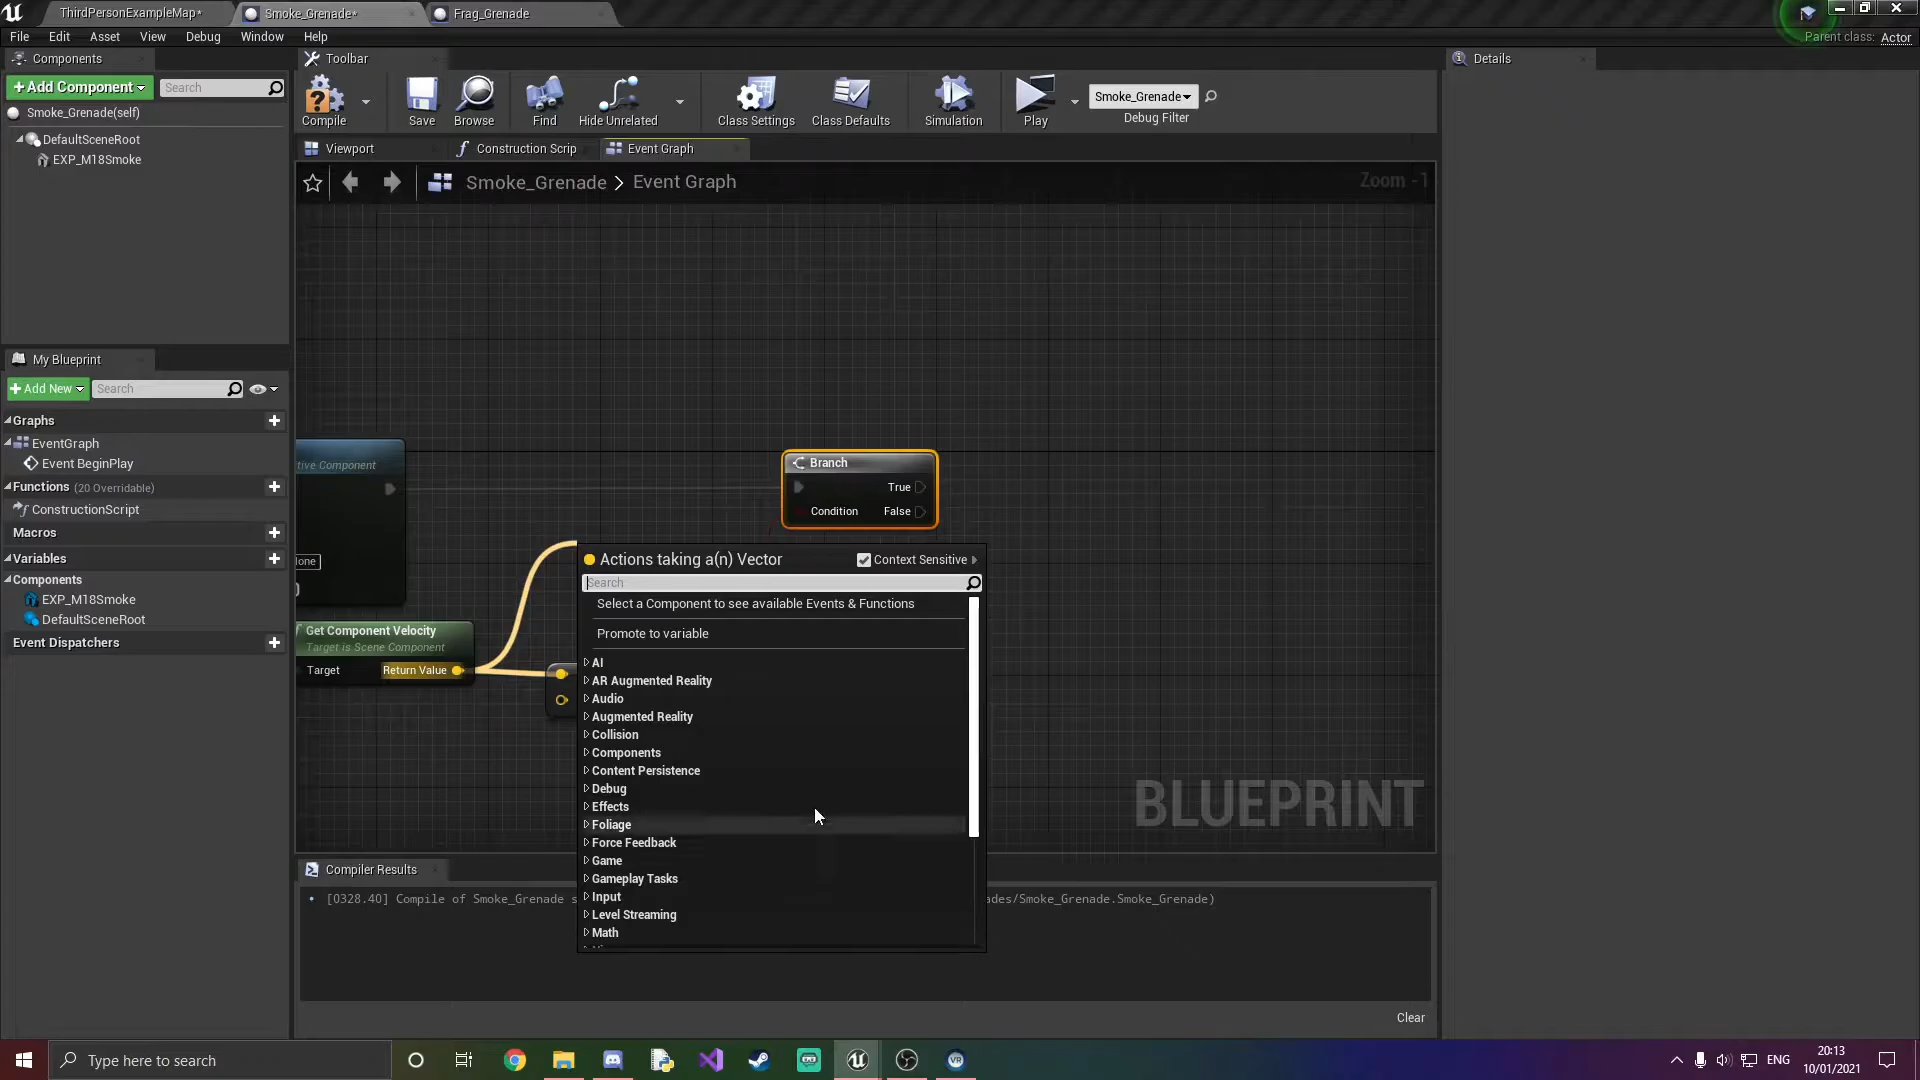 ThirdPersonExampleMap*
Smoke_Grenade*
Frag_Grenade
File Edit Asset View Debug Window Help
Parent class: Actor
Components
+Add Component
Search
Smoke_Grenade(self)
DefaultSceneRoot
EXP_M18Smoke
My Blueprint
+Add New
Search
Graphs
EventGraph
Event BeginPlay
Functions (20 Overridable)
ConstructionScript
Macros
Variables
Components
EXP_M18Smoke
DefaultSceneRoot
Event Dispatchers
Toolbar
Compile
Save
Browse
Find
Hide Unrelated
Class Settings
Class Defaults
Simulation
Play
Smoke_Grenade
Debug Filter
Viewport
Construction Scrip
Event Graph
Smoke_Grenade > Event Graph
Zoom -1
tive Component
Branch
True
Condition False
Get Component Velocity
Target is Scene Component
Target Return Value
Actions taking a(n) Vector
Context Sensitive
Search
Select a Component to see available Events & Functions
Promote to variable
AI
AR Augmented Reality
Audio
Augmented Reality
Collision
Components
Content Persistence
Debug
Effects
Foliage
Force Feedback
Game
Gameplay Tasks
Input
Level Streaming
Math
BLUEPRINT
Compiler Results
[0328.40] Compile of Smoke_Grenade s
ades/Smoke_Grenade.Smoke_Grenade)
Clear
Details
Type here to search
ENG
20:13
10/01/2021